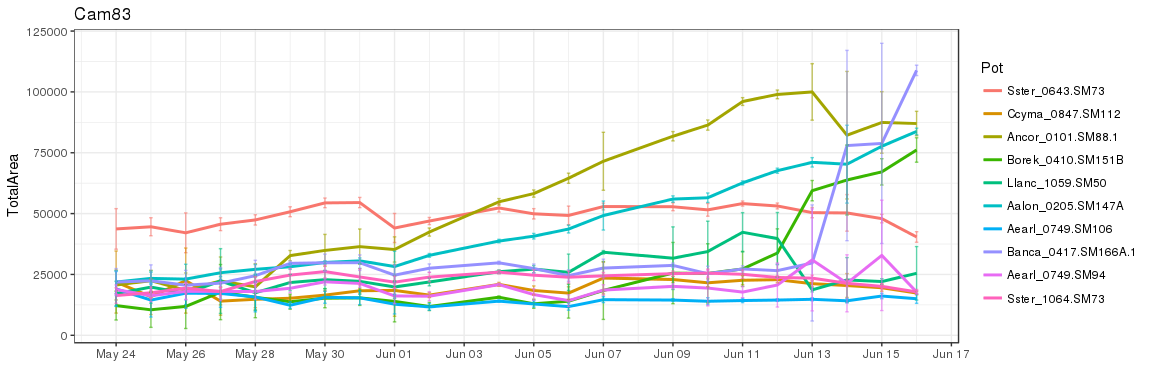 Cam83
TotalArea
125000
100000
75000
50000
25000
0
May 24 May 26 May 28 May 30 Jun 01 Jun 03 Jun 05 Jun 07 Jun 09 Jun 11 Jun 13 Jun 15 Jun 17
Pot
Sster_0643.SM73
Ccyma_0847.SM112
Ancor_0101.SM88.1
Borek_0410.SM151B
Llanc_1059.SM50
Aalon_0205.SM147A
Aearl_0749.SM106
Banca_0417.SM166A.1
Aearl_0749.SM94
Sster_1064.SM73